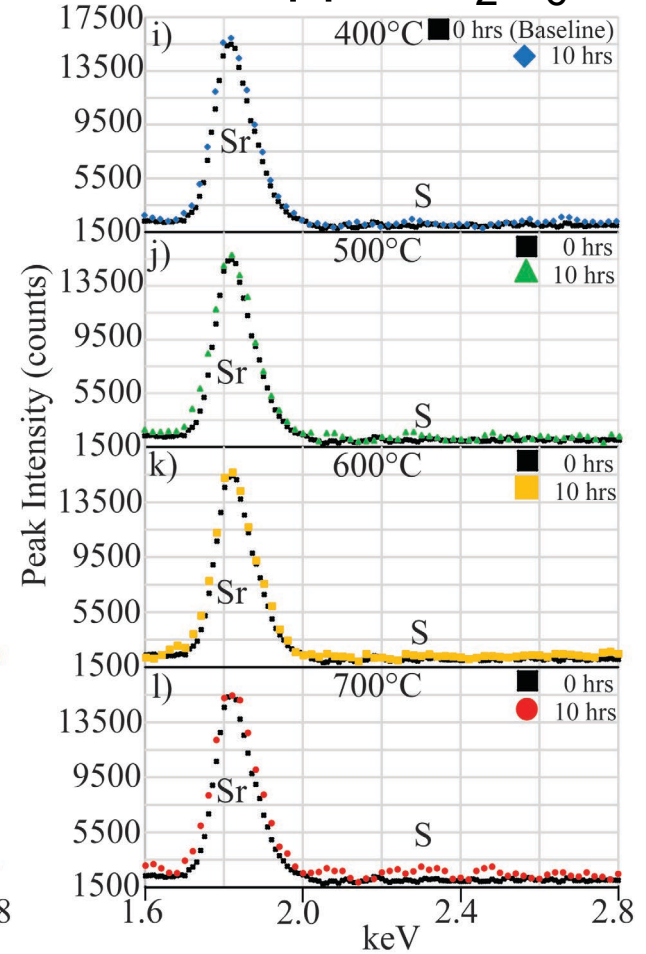 17500
i)
400°C
0 hrs (Baseline)
10 hrs
13500
9500
Sr
5500
S
1500
j)
500°C
0 hrs
10 hrs
13500
9500
Sr
5500
S
1500
k)
600°C
0 hrs
10 hrs
13500
9500
Sr
5500
S
1500
l)
700°C
0 hrs
10 hrs
13500
9500
Sr
5500
S
1500
1.6
2.0
2.4
2.8
keV
Peak Intensity (counts)
8